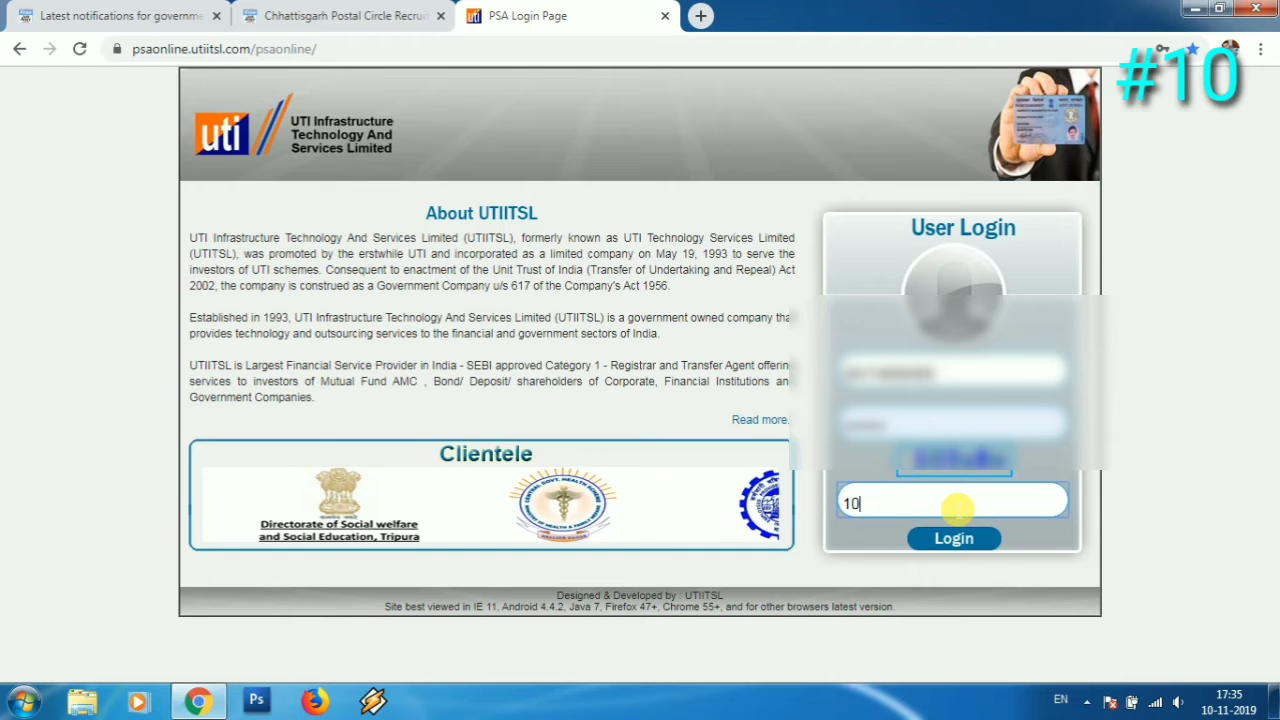 Latest notifications for governme
Chhattisgarh Postal Circle Recrui
PSA Login Page
psaonline.utiitsl.com/psaonline/
#10
uti
UTI Infrastructure
Technology And
Services Limited
About UTIITSL
UTI Infrastructure Technology And Services Limited (UTIITSL), formerly known as UTI Technology Services Limited
(UTITSL), was promoted by the erstwhile UTI and incorporated as a limited company on May 19, 1993 to serve the
investors of UTI schemes. Consequent to enactment of the Unit Trust of India (Transfer of Undertaking and Repeal) Act
2002, the company is construed as a Government Company u/s 617 of the Company's Act 1956.
Established in 1993, UTI Infrastructure Technology And Services Limited (UTIITSL) is a government owned company tha
provides technology and outsourcing services to the financial and government sectors of India.
UTIITSL is Largest Financial Service Provider in India - SEBI approved Category 1 - Registrar and Transfer Agent offering
services to investors of Mutual Fund AMC , Bond/ Deposit/ shareholders of Corporate, Financial Institutions an
Government Companies.
Read more.
Clientele
Directorate of Social welfare
and Social Education, Tripura
User Login
10
Login
Designed & Developed by : UTIITSL
Site best viewed in IE 11, Android 4.4.2, Java 7, Firefox 47+, Chrome 55+, and for other browsers latest version.
Ps
EN
17:35
10-11-2019